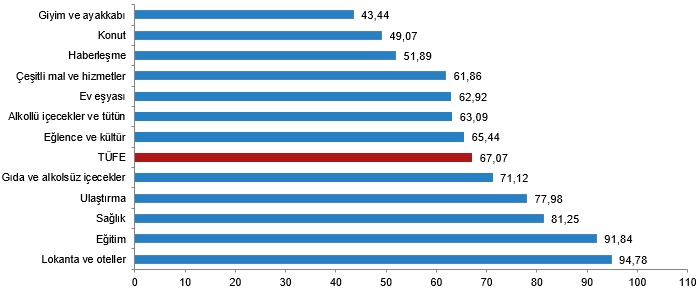 Giyim ve ayakkabı 43,44
Konut 49,07
Haberleşme 51,89
Çeşitli mal ve hizmetler 61,86
Ev eşyası 62,92
Alkollü içecekler ve tütün 63,09
Eğlence ve kültür 65,44
TÜFE 67,07
Gıda ve alkolsüz içecekler 71,12
Ulaştırma 77,98
Sağlık 81,25
Eğitim 91,84
Lokanta ve oteller 94,78
0 10 20 30 40 50 60 70 80 90 100 110